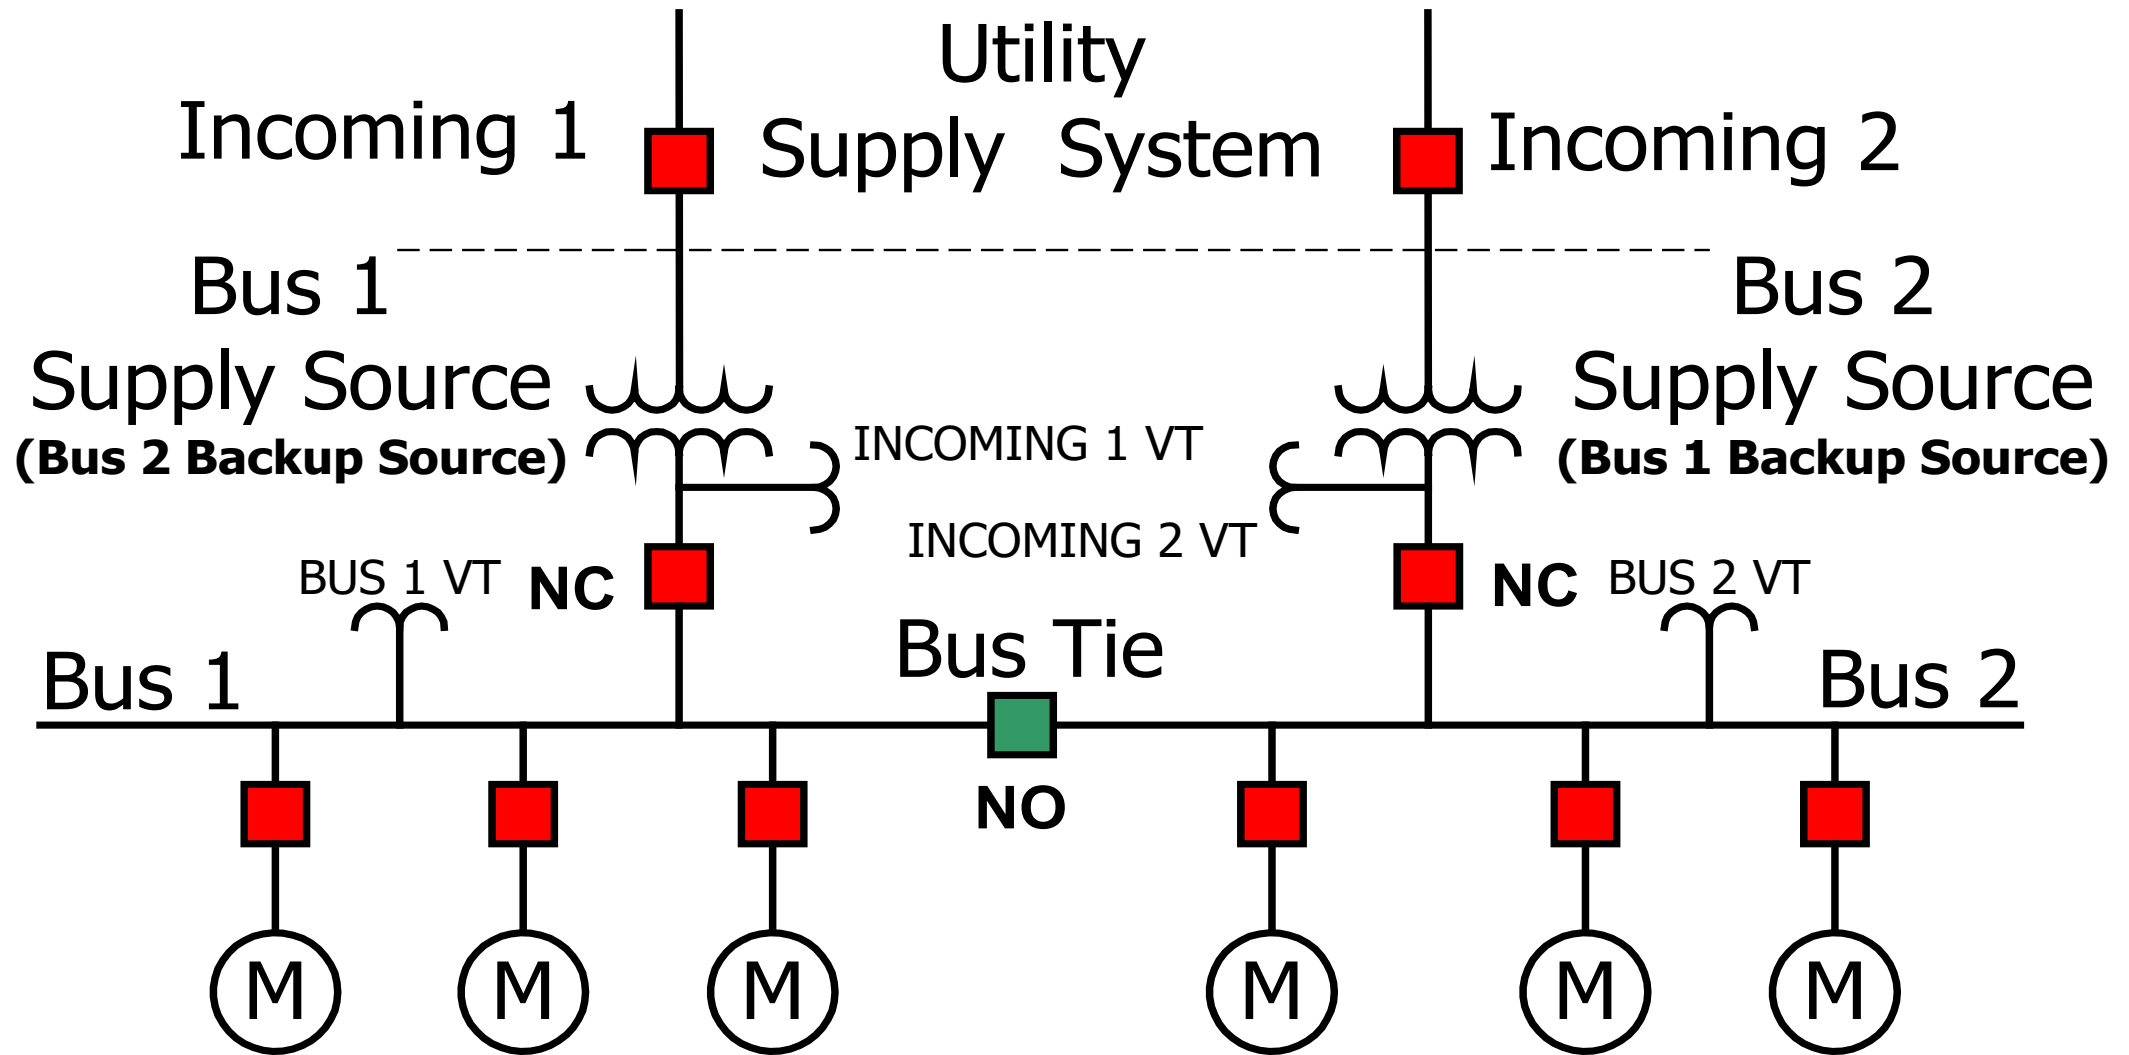 Utility
Supply System
Incoming 1
Incoming 2
Bus 1
Supply Source
(Bus 2 Backup Source)
Bus 2
Supply Source
(Bus 1 Backup Source)
INCOMING 1 VT
INCOMING 2 VT
BUS 1 VT
NC
NC
BUS 2 VT
Bus Tie
Bus 1
Bus 2
NO
M
M
M
M
M
M